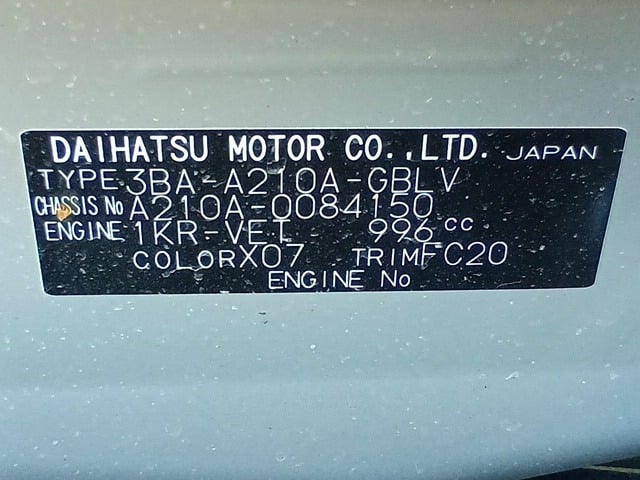 DAIHATSU MOTOR CO.,LTD. JAPAN
TYPE 3BA-A210A-GBLV
CHASSIS No A210A-0084150
ENGINE 1KR-VET 996 cc
COLOR X07 TRIM FC20
ENGINE No